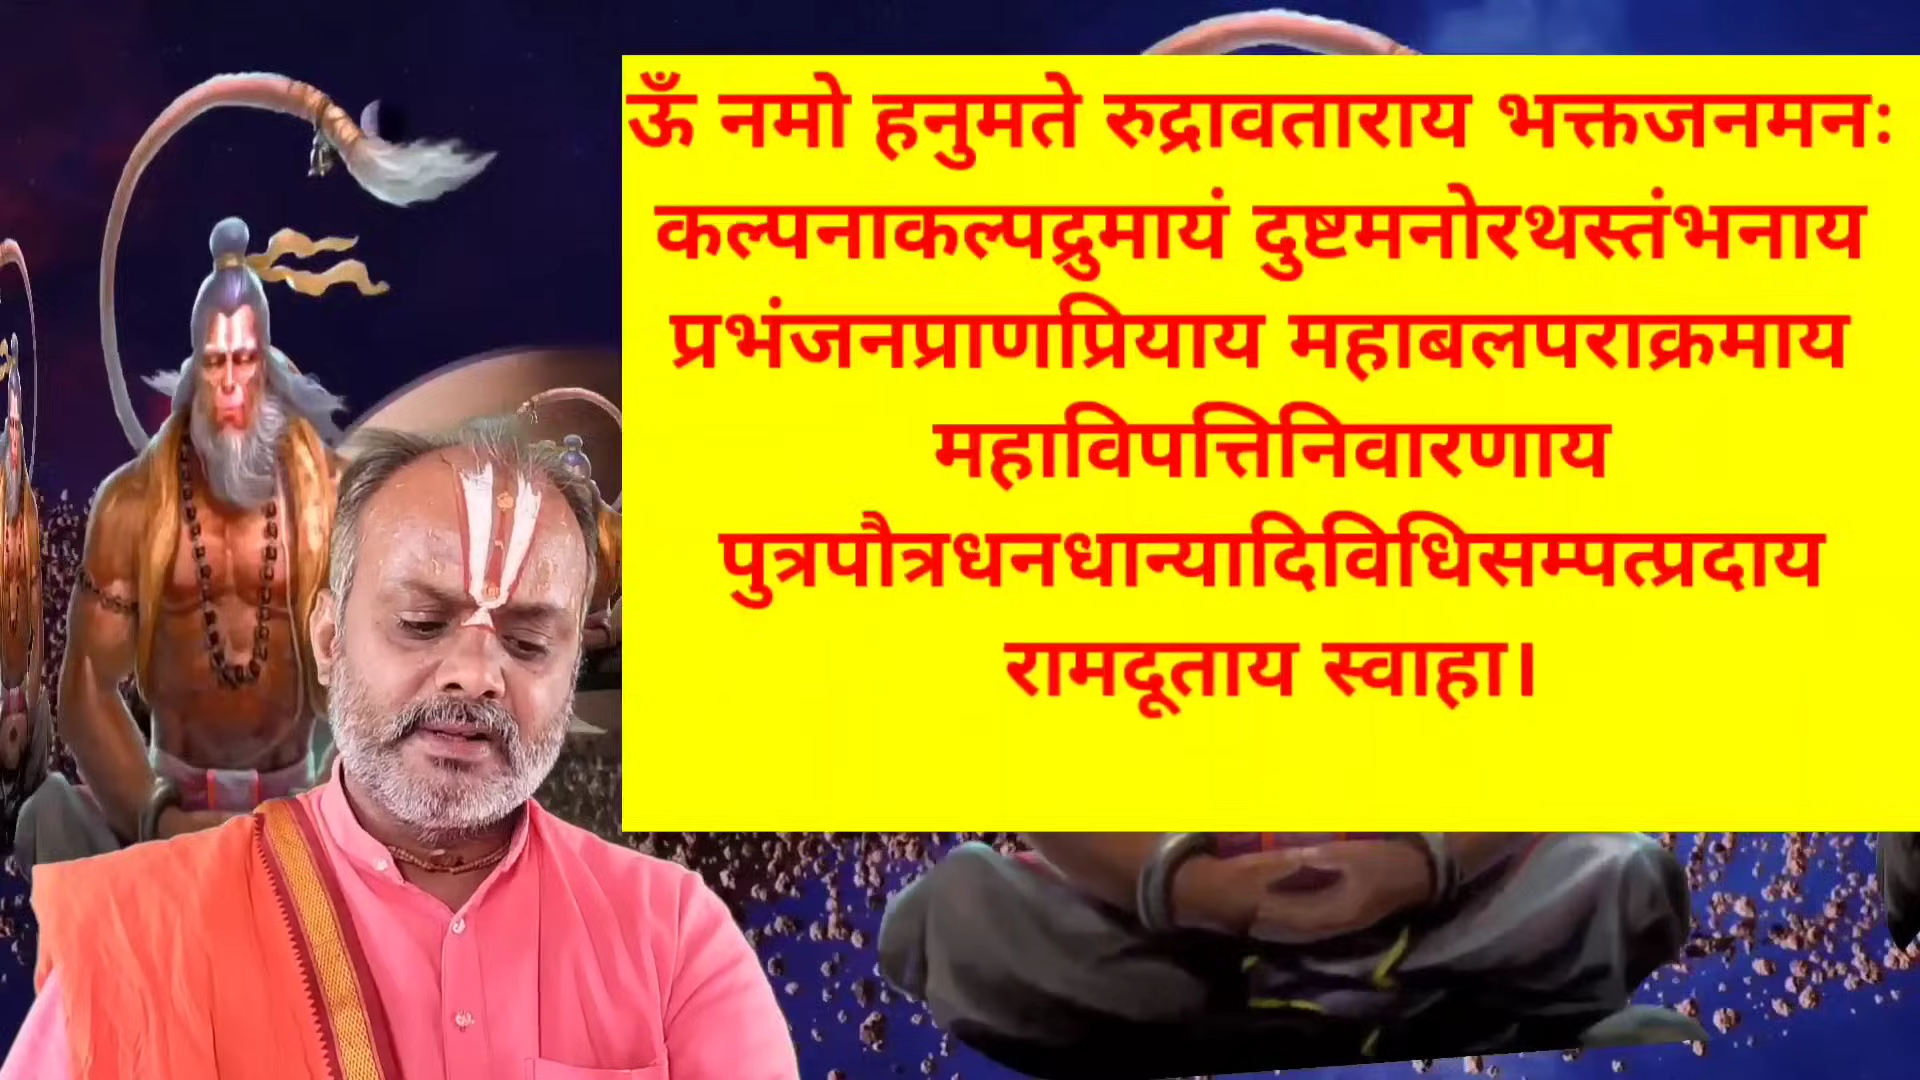 ऊँ नमो हनुमते रुद्रावताराय भक्तजनमनः
कल्पनाकल्पद्रुमायं दुष्टमनोरथस्तंभनाय
प्रभंजनप्राणप्रियाय महाबलपराक्रमाय
महाविपत्तिनिवारणाय
पुत्रपौत्रधनधान्यादिविधिसम्पत्प्रदाय
रामदूताय स्वाहा।